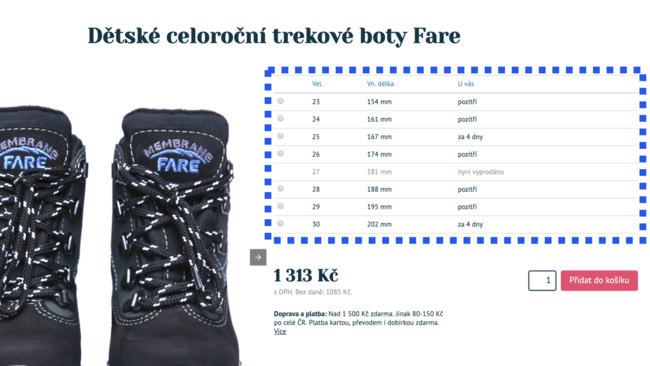 Dětské celoroční trekové boty Fare
Vel. Vn. délka U vás
23 154 mm pozítří
24 161 mm pozítří
25 167 mm za 4 dny
26 174 mm pozítří
27 181 mm nyní vyprodáno
28 188 mm pozítří
29 195 mm pozítří
30 202 mm za 4 dny
MEMBRANE
FARE
MEMBRANE
FARE
1 313 Kč
s DPH. Bez daně: 1085 Kč.
1
Přidat do košíku
Doprava a platba: Nad 1 500 Kč zdarma. Jinak 80-150 Kč
po celé ČR. Platba kartou, převodem i dobírkou zdarma.
Více